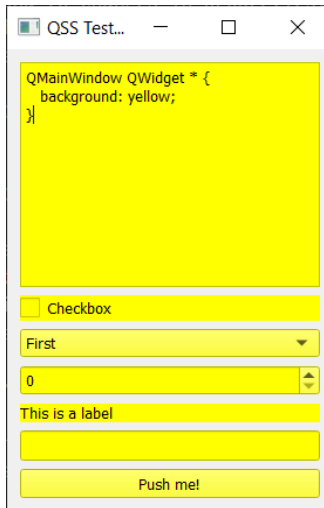 QSS Test...
QMainWindow QWidget * {
   background: yellow;
}
Checkbox
First
0
This is a label
Push me!